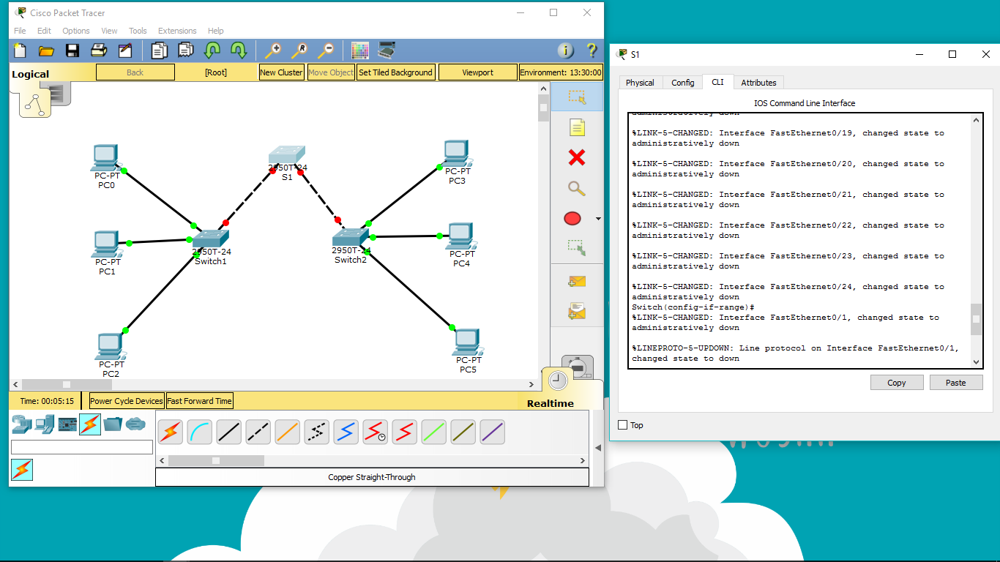 Cisco Packet Tracer
File Edit Options View Tools Extensions Help
Logical
Back
[Root]
New Cluster
Move Object
Set Tiled Background
Viewport
Environment: 13:30:00
PC-PT
PC0
PC-PT
PC1
PC-PT
PC2
2950T-24
Switch1
2950T-24
S1
2950T-24
Switch2
PC-PT
PC3
PC-PT
PC4
PC-PT
PC5
Time: 00:05:15
Power Cycle Devices
Fast Forward Time
Realtime
Copper Straight-Through
S1
Physical Config CLI Attributes
IOS Command Line Interface
administratively down
%LINK-5-CHANGED: Interface FastEthernet0/19, changed state to
administratively down
%LINK-5-CHANGED: Interface FastEthernet0/20, changed state to
administratively down
%LINK-5-CHANGED: Interface FastEthernet0/21, changed state to
administratively down
%LINK-5-CHANGED: Interface FastEthernet0/22, changed state to
administratively down
%LINK-5-CHANGED: Interface FastEthernet0/23, changed state to
administratively down
%LINK-5-CHANGED: Interface FastEthernet0/24, changed state to
administratively down
Switch(config-if-range)#
%LINK-5-CHANGED: Interface FastEthernet0/1, changed state to
administratively down
%LINEPROTO-5-UPDOWN: Line protocol on Interface FastEthernet0/1,
changed state to down
Copy
Paste
Top